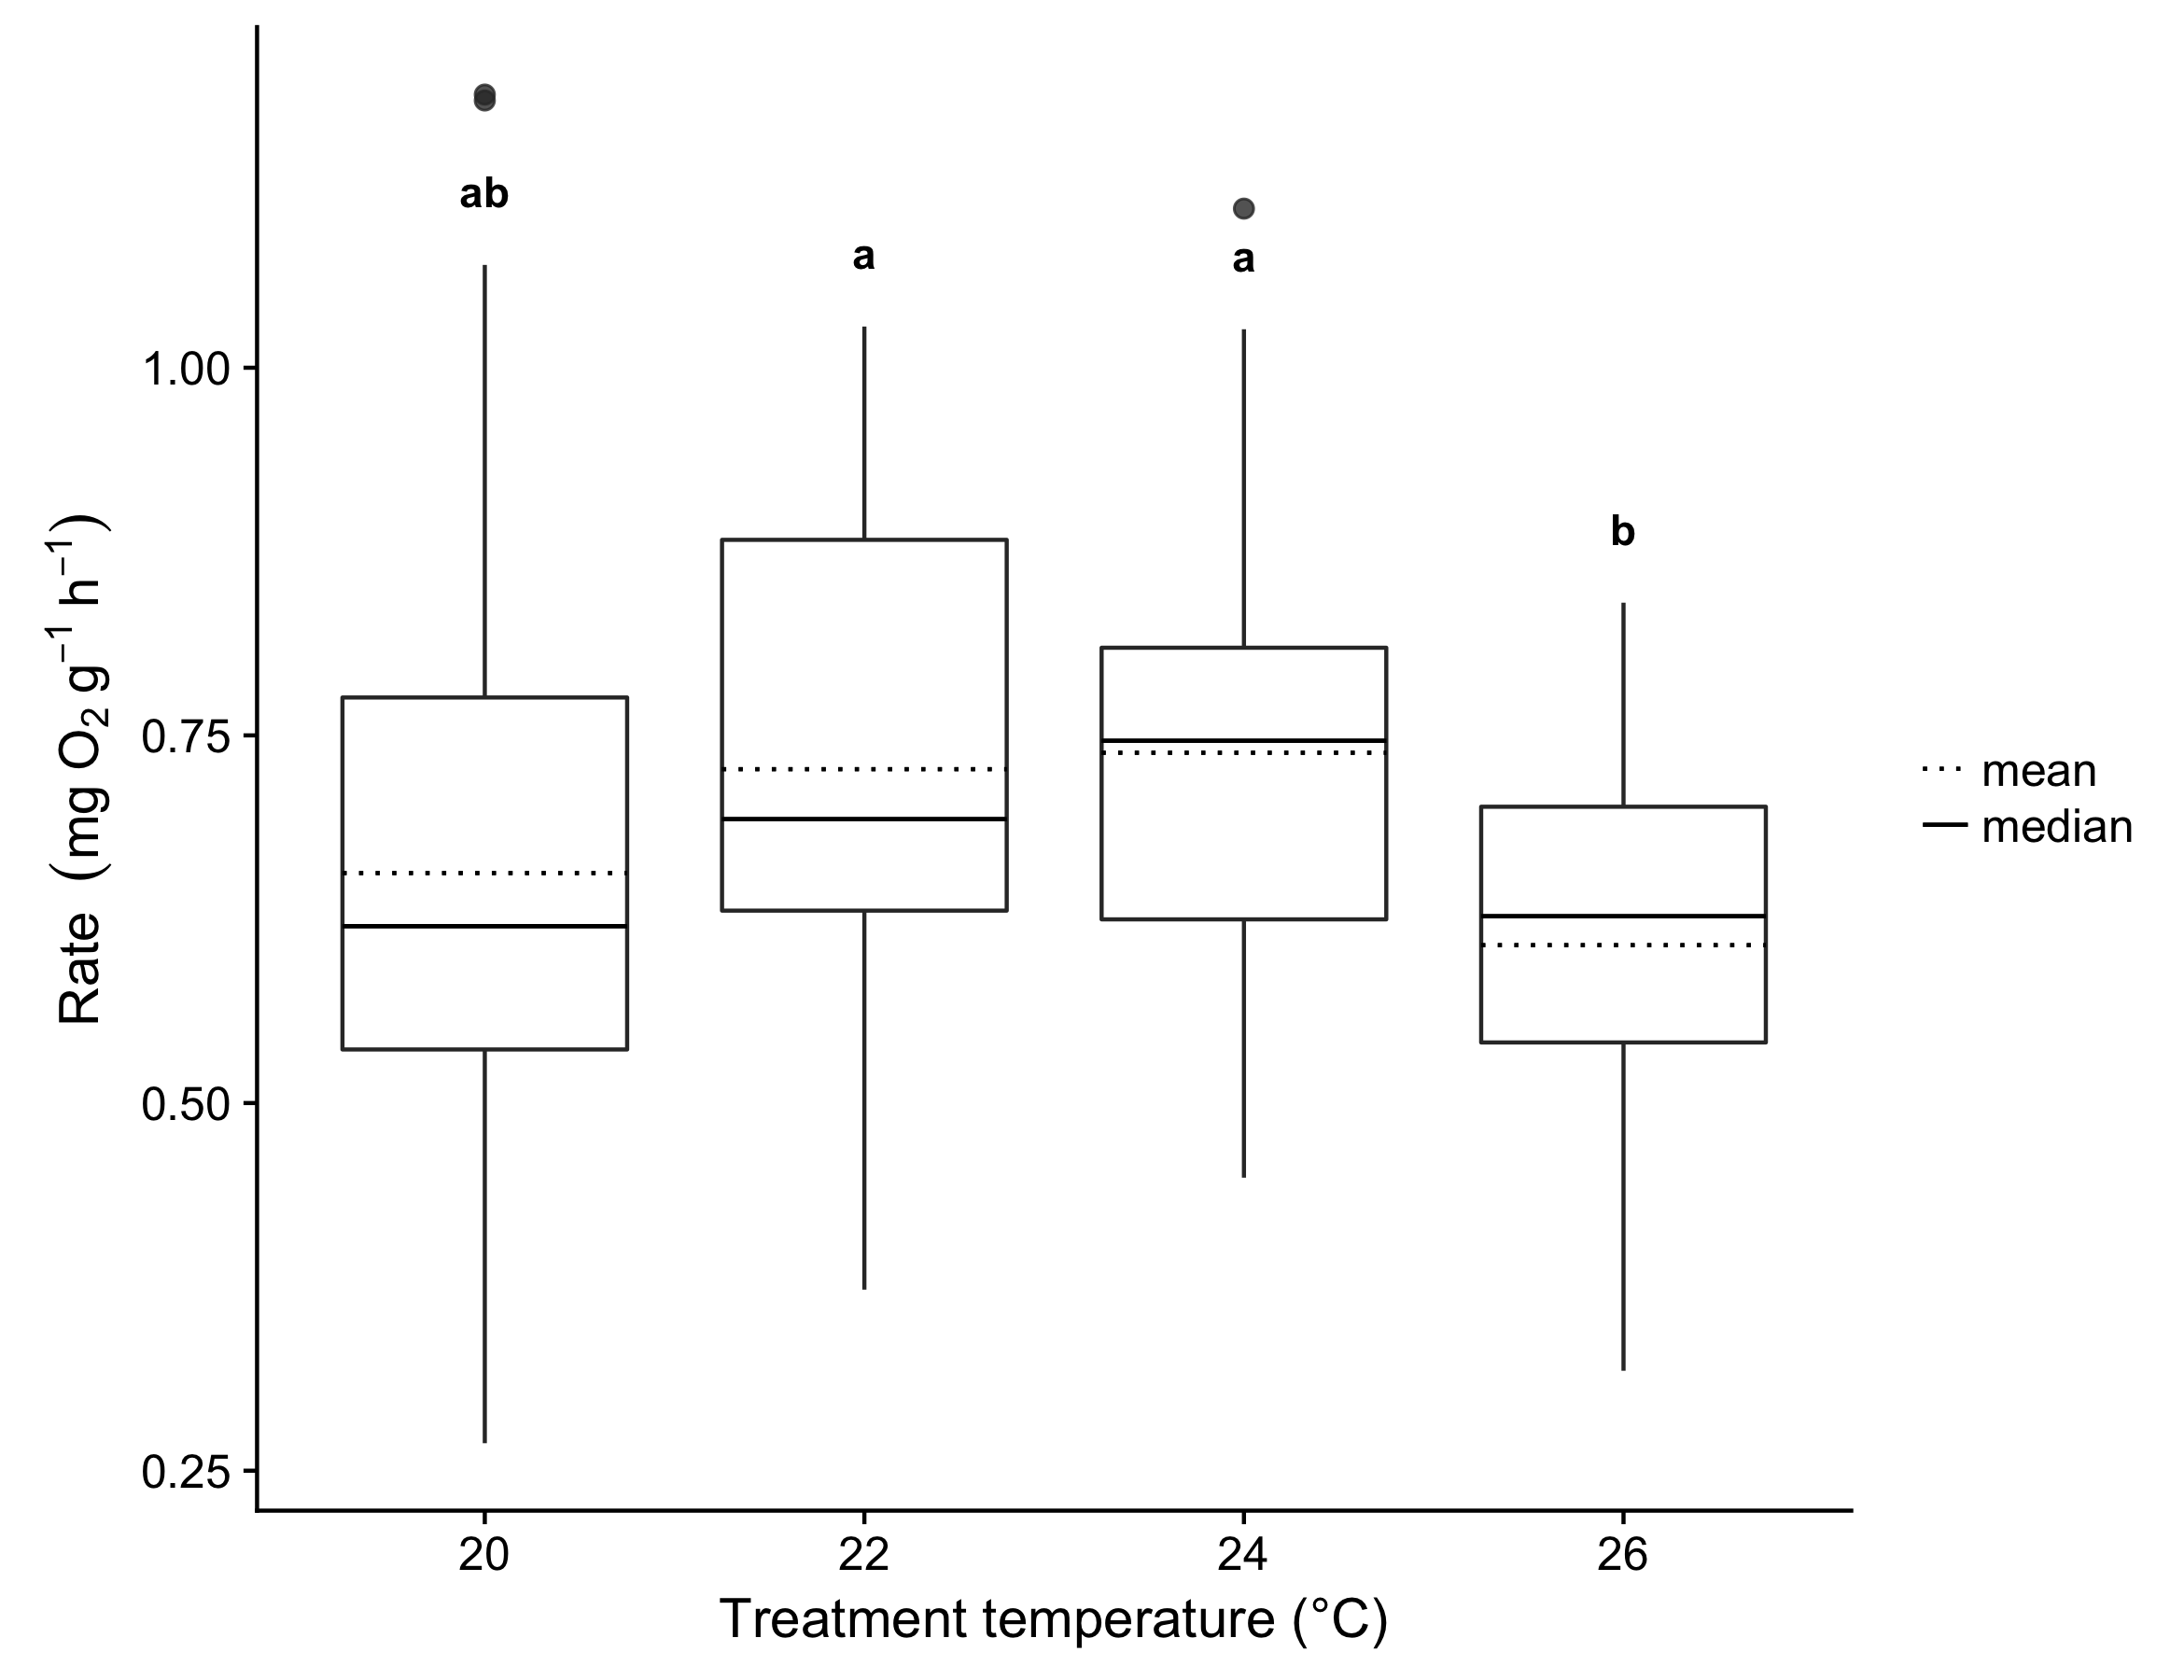 ab
a
a
b
1.00
0.75
0.50
0.25
Rate (mg O₂ g⁻¹ h⁻¹)
20 22 24 26
Treatment temperature (°C)
mean
median